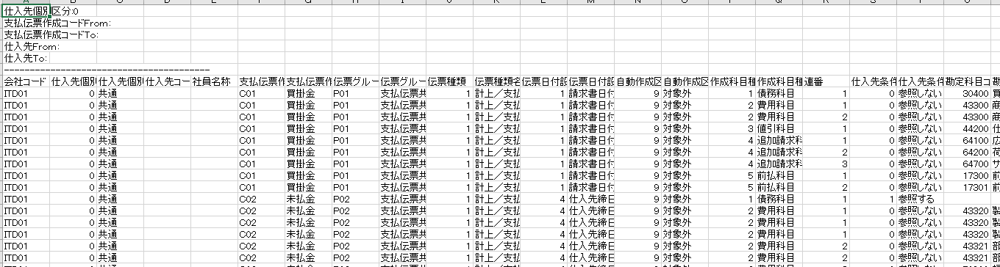 仕入先個別区分:0
支払伝票作成コードFrom:
支払伝票作成コードTo:
仕入先From:
仕入先To:
----------------------------------------
会社コード 仕入先個別 仕入先個別 仕入先コー 社員名称 支払伝票作 支払伝票作 伝票グルー 伝票グルー 伝票種類 伝票種類名 伝票日付設 伝票日付設 自動作成区 自動作成区 作成科目種 作成科目種 連番 仕入先条件 仕入先条件 勘定科目コ 勘
ITD01 0 共通 C01 買掛金 P01 支払伝票共 1 計上／支払 1 請求書日付 9 対象外 1 債務科目 1 0 参照しない 30400 買
ITD01 0 共通 C01 買掛金 P01 支払伝票共 1 計上／支払 1 請求書日付 9 対象外 2 費用科目 1 0 参照しない 43300 商
ITD01 0 共通 C01 買掛金 P01 支払伝票共 1 計上／支払 1 請求書日付 9 対象外 2 費用科目 2 0 参照しない 43300 商
ITD01 0 共通 C01 買掛金 P01 支払伝票共 1 計上／支払 1 請求書日付 9 対象外 3 値引科目 1 0 参照しない 44200 仕
ITD01 0 共通 C01 買掛金 P01 支払伝票共 1 計上／支払 1 請求書日付 9 対象外 4 追加請求科 1 0 参照しない 64100 広
ITD01 0 共通 C01 買掛金 P01 支払伝票共 1 計上／支払 1 請求書日付 9 対象外 4 追加請求科 2 0 参照しない 64200 荷
ITD01 0 共通 C01 買掛金 P01 支払伝票共 1 計上／支払 1 請求書日付 9 対象外 4 追加請求科 3 0 参照しない 64700 サ
ITD01 0 共通 C01 買掛金 P01 支払伝票共 1 計上／支払 1 請求書日付 9 対象外 5 前払科目 1 0 参照しない 17300 前
ITD01 0 共通 C01 買掛金 P01 支払伝票共 1 計上／支払 1 請求書日付 9 対象外 5 前払科目 2 0 参照しない 17301 前
ITD01 0 共通 C02 未払金 P02 支払伝票共 1 計上／支払 4 仕入先締日 9 対象外 1 債務科目 1 1 参照する
ITD01 0 共通 C02 未払金 P02 支払伝票共 1 計上／支払 4 仕入先締日 9 対象外 2 費用科目 1 0 参照しない 43320 製
ITD01 0 共通 C02 未払金 P02 支払伝票共 1 計上／支払 4 仕入先締日 9 対象外 2 費用科目 1 0 参照しない 43320 製
ITD01 0 共通 C02 未払金 P02 支払伝票共 1 計上／支払 4 仕入先締日 9 対象外 2 費用科目 1 0 参照しない 43320 製
ITD01 0 共通 C02 未払金 P02 支払伝票共 1 計上／支払 4 仕入先締日 9 対象外 2 費用科目 2 0 参照しない 43321 部
ITD01 0 共通 C02 未払金 P02 支払伝票共 1 計上／支払 4 仕入先締日 9 対象外 2 費用科目 2 0 参照しない 43321 部